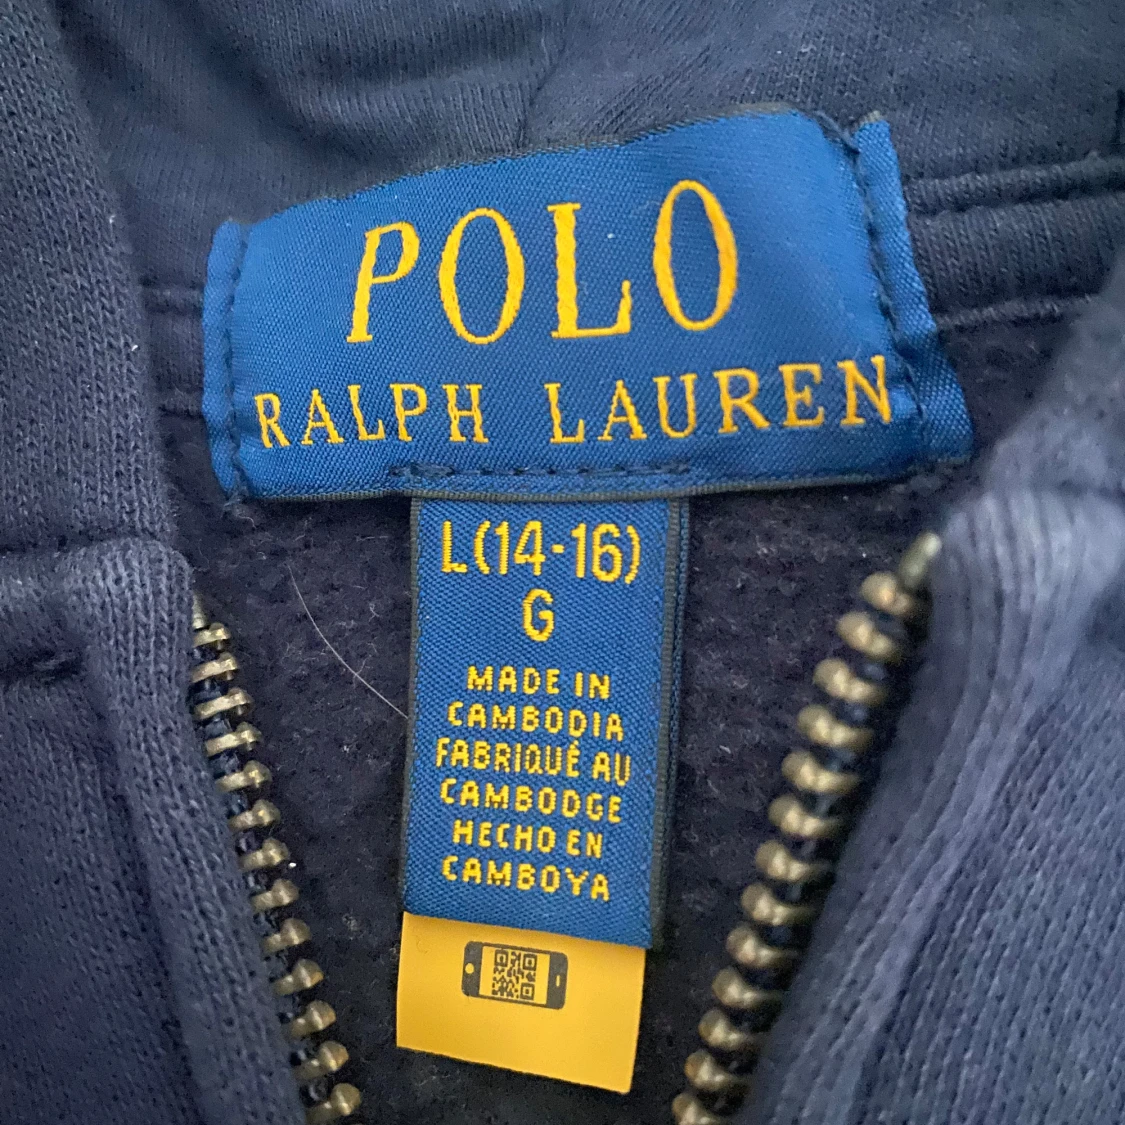 POLO
RALPH LAUREN
L(14-16)
G
MADE IN
CAMBODIA
FABRIQUÉ AU
CAMBODGE
HECHO EN
CAMBOYA